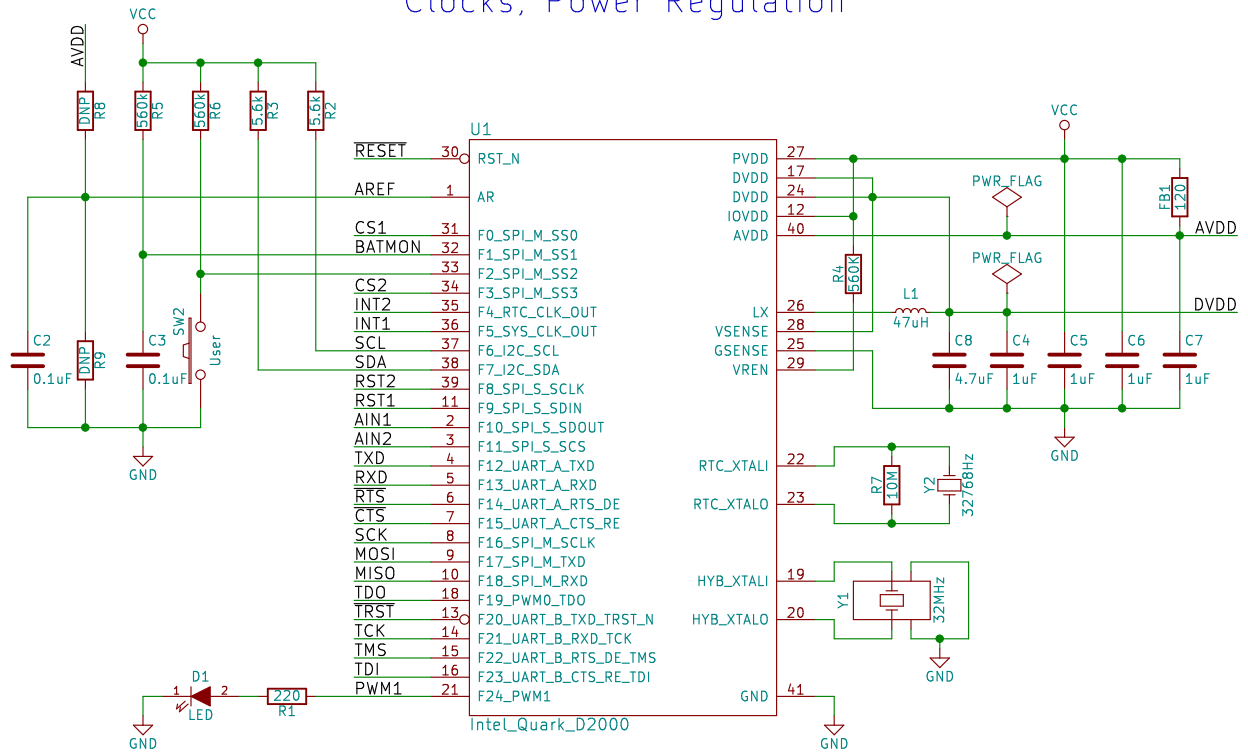 Clocks, Power Regulation
VCC
AVDD
DNP R8
560k R5
560k R6
5.6k R3
5.6k R2
U1
RESET 30 RST_N
AREF 1 AR
CS1 31 F0_SPI_M_SS0
BATMON 32 F1_SPI_M_SS1
33 F2_SPI_M_SS2
CS2 34 F3_SPI_M_SS3
INT2 35 F4_RTC_CLK_OUT
INT1 36 F5_SYS_CLK_OUT
SCL 37 F6_I2C_SCL
SDA 38 F7_I2C_SDA
RST2 39 F8_SPI_S_SCLK
RST1 11 F9_SPI_S_SDIN
AIN1 2 F10_SPI_S_SDOUT
AIN2 3 F11_SPI_S_SCS
TXD 4 F12_UART_A_TXD
RXD 5 F13_UART_A_RXD
RTS 6 F14_UART_A_RTS_DE
CTS 7 F15_UART_A_CTS_RE
SCK 8 F16_SPI_M_SCLK
MOSI 9 F17_SPI_M_TXD
MISO 10 F18_SPI_M_RXD
TDO 18 F19_PWM0_TDO
TRST 13 F20_UART_B_TXD_TRST_N
TCK 14 F21_UART_B_RXD_TCK
TMS 15 F22_UART_B_RTS_DE_TMS
TDI 16 F23_UART_B_CTS_RE_TDI
PWM1 21 F24_PWM1
Intel_Quark_D2000
C2
0.1uF
DNP R9
C3
0.1uF
SW2
User
GND
D1
1 2
LED
220
R1
GND
PVDD 27
DVDD 17
DVDD 24
IOVDD 12
AVDD 40
LX 26
VSENSE 28
GSENSE 25
VREN 29
RTC_XTALI 22
RTC_XTALO 23
HYB_XTALI 19
HYB_XTALO 20
GND 41
GND
VCC
PWR_FLAG
FB1 120
AVDD
R4 560K
PWR_FLAG
L1
47uH
DVDD
C8
4.7uF
C4
1uF
C5
1uF
C6
1uF
C7
1uF
GND
R7 10M
Y2 32768Hz
Y1 32MHz
GND